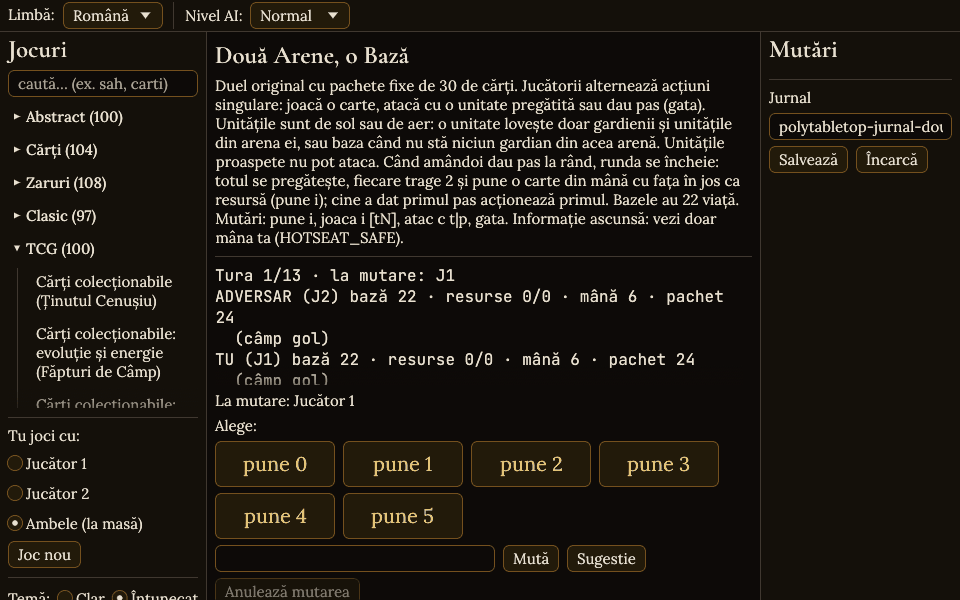 Limbă:
Română
Nivel AI:
Normal
Jocuri
caută... (ex. sah, carti)
Abstract (100)
Cărți (104)
Zaruri (108)
Clasic (97)
TCG (100)
Cărți colecționabile
(Ținutul Cenușiu)
Cărți colecționabile:
evoluție și energie
(Făpturi de Câmp)
Cărți colecționabile:
Tu joci cu:
Jucător 1
Jucător 2
Ambele (la masă)
Joc nou
Temă:
Clar
Întunecat
Două Arene, o Bază
Duel original cu pachete fixe de 30 de cărți. Jucătorii alternează acțiuni
singulare: joacă o carte, atacă cu o unitate pregătită sau dau pas (gata).
Unitățile sunt de sol sau de aer: o unitate lovește doar gardienii și unitățile
din arena ei, sau baza când nu stă niciun gardian din acea arenă. Unitățile
proaspete nu pot ataca. Când amândoi dau pas la rând, runda se încheie:
totul se pregătește, fiecare trage 2 și pune o carte din mână cu fața în jos ca
resursă (pune i); cine a dat primul pas acționează primul. Bazele au 22 viață.
Mutări: pune i, joaca i [tN], atac c t|p, gata. Informație ascunsă: vezi doar
mâna ta (HOTSEAT_SAFE).
Tura 1/13 · la mutare: J1
ADVERSAR (J2) bază 22 · resurse 0/0 · mână 6 · pachet
24
(câmp gol)
TU (J1) bază 22 · resurse 0/0 · mână 6 · pachet 24
(câmp gol)
La mutare: Jucător 1
Alege:
pune 0
pune 1
pune 2
pune 3
pune 4
pune 5
Mută
Sugestie
Anulează mutarea
Mutări
Jurnal
polytabletop-jurnal-dou
Salvează
Încarcă